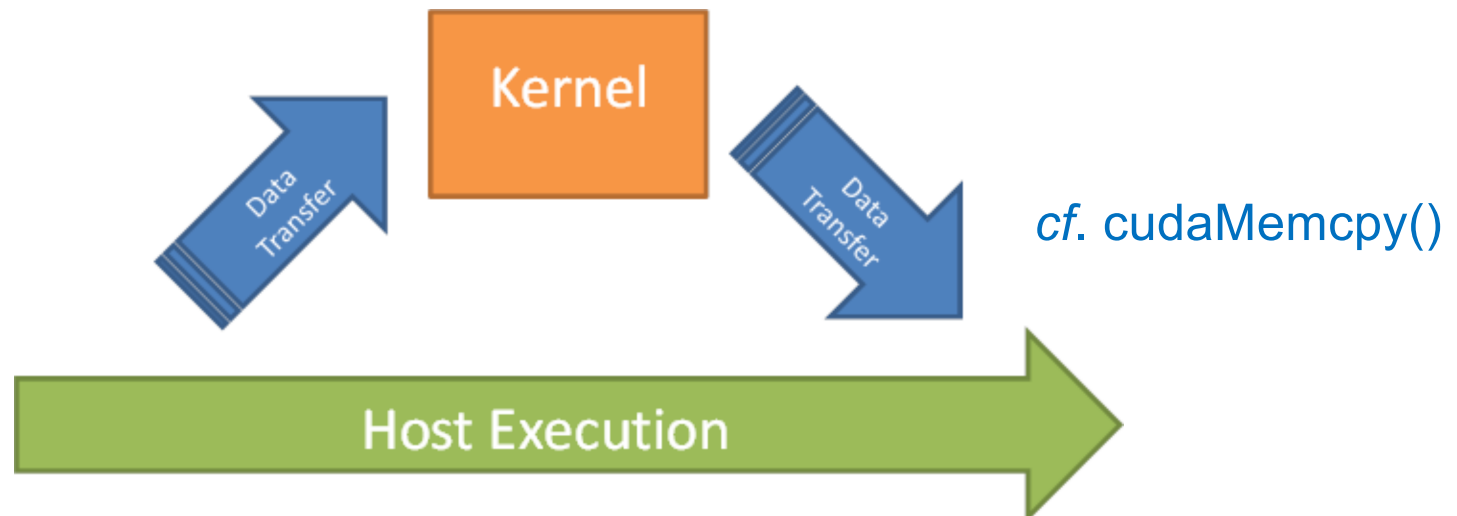 Kernel
Data
Transfer
Data
Transfer
cf. cudaMemcpy()
Host Execution